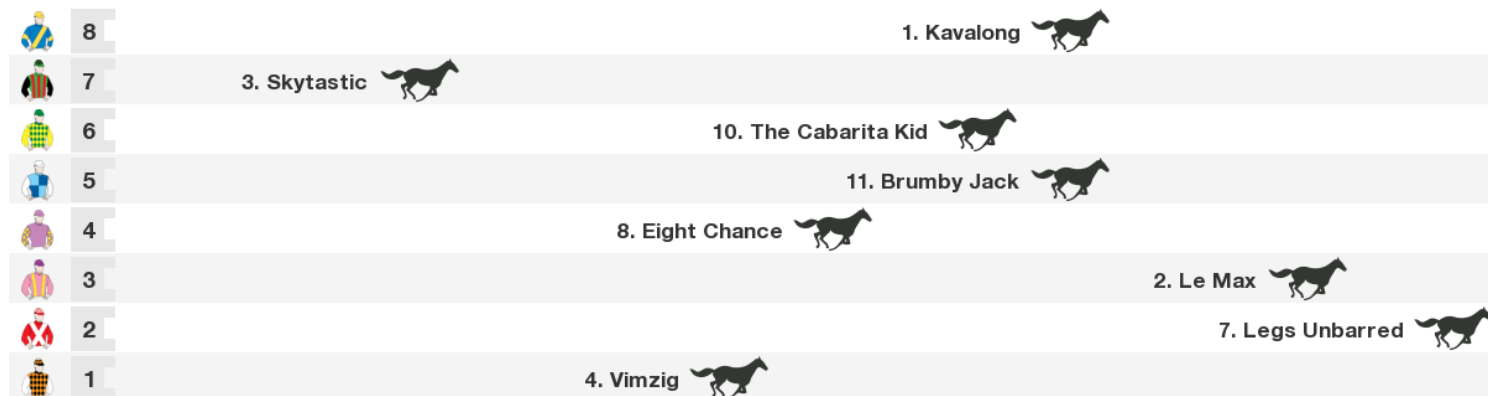 8 1. Kavalong
7 3. Skytastic
6 10. The Cabarita Kid
5 11. Brumby Jack
4 8. Eight Chance
3 2. Le Max
2 7. Legs Unbarred
1 4. Vimzig